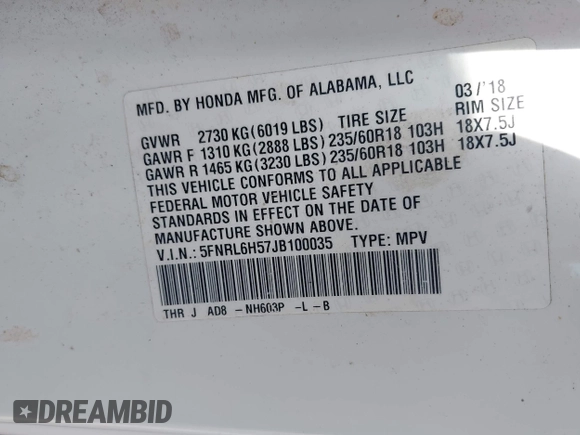 MFD. BY HONDA MFG. OF ALABAMA, LLC 03/'18
GVWR 2730 KG(6019 LBS) TIRE SIZE RIM SIZE
GAWR F 1310 KG(2888 LBS) 235/60R18 103H 18X7.5J
GAWR R 1465 KG(3230 LBS) 235/60R18 103H 18X7.5J
THIS VEHICLE CONFORMS TO ALL APPLICABLE
FEDERAL MOTOR VEHICLE SAFETY
STANDARDS IN EFFECT ON THE DATE OF
MANUFACTURE SHOWN ABOVE.
V.I.N.: 5FNRL6H57JB100035 TYPE: MPV
THR J AD8 -NH603P -L -B
DREAMBID